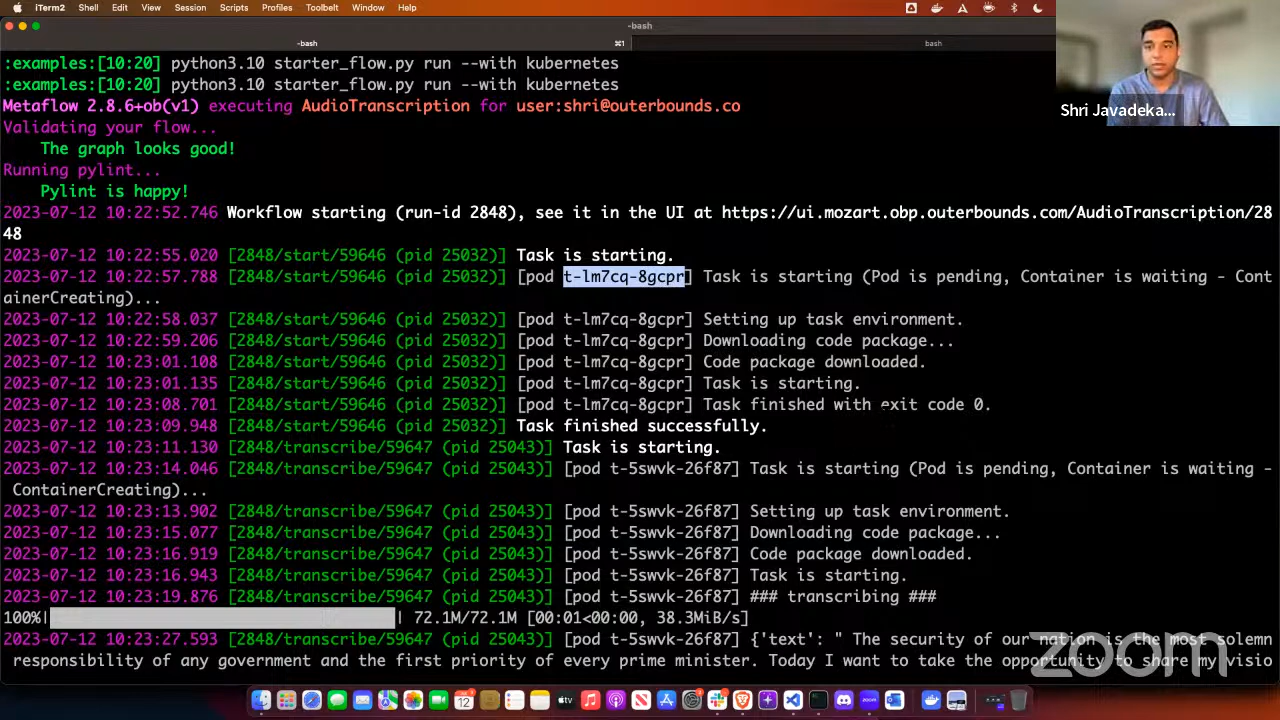 iTerm2 Shell Edit View Session Scripts Profiles Toolbelt Window Help
-bash
-bash ⌘1 bash
:examples:[10:20] python3.10 starter_flow.py run --with kubernetes
:examples:[10:20] python3.10 starter_flow.py run --with kubernetes
Metaflow 2.8.6+ob(v1) executing AudioTranscription for user:shri@outerbounds.co
Shri Javadeka...
Validating your flow...
The graph looks good!
Running pylint...
Pylint is happy!
2023-07-12 10:22:52.746 Workflow starting (run-id 2848), see it in the UI at https://ui.mozart.obp.outerbounds.com/AudioTranscription/28
48
2023-07-12 10:22:55.020 [2848/start/59646 (pid 25032)] Task is starting.
2023-07-12 10:22:57.788 [2848/start/59646 (pid 25032)] [pod t-lm7cq-8gcpr] Task is starting (Pod is pending, Container is waiting - Cont
ainerCreating)...
2023-07-12 10:22:58.037 [2848/start/59646 (pid 25032)] [pod t-lm7cq-8gcpr] Setting up task environment.
2023-07-12 10:22:59.206 [2848/start/59646 (pid 25032)] [pod t-lm7cq-8gcpr] Downloading code package...
2023-07-12 10:23:01.108 [2848/start/59646 (pid 25032)] [pod t-lm7cq-8gcpr] Code package downloaded.
2023-07-12 10:23:01.135 [2848/start/59646 (pid 25032)] [pod t-lm7cq-8gcpr] Task is starting.
2023-07-12 10:23:08.701 [2848/start/59646 (pid 25032)] [pod t-lm7cq-8gcpr] Task finished with exit code 0.
2023-07-12 10:23:09.948 [2848/start/59646 (pid 25032)] Task finished successfully.
2023-07-12 10:23:11.130 [2848/transcribe/59647 (pid 25043)] Task is starting.
2023-07-12 10:23:14.046 [2848/transcribe/59647 (pid 25043)] [pod t-5swvk-26f87] Task is starting (Pod is pending, Container is waiting -
ContainerCreating)...
2023-07-12 10:23:13.902 [2848/transcribe/59647 (pid 25043)] [pod t-5swvk-26f87] Setting up task environment.
2023-07-12 10:23:15.077 [2848/transcribe/59647 (pid 25043)] [pod t-5swvk-26f87] Downloading code package...
2023-07-12 10:23:16.919 [2848/transcribe/59647 (pid 25043)] [pod t-5swvk-26f87] Code package downloaded.
2023-07-12 10:23:16.943 [2848/transcribe/59647 (pid 25043)] [pod t-5swvk-26f87] Task is starting.
2023-07-12 10:23:19.876 [2848/transcribe/59647 (pid 25043)] [pod t-5swvk-26f87] ### transcribing ###
100%| | 72.1M/72.1M [00:01<00:00, 38.3MiB/s]
2023-07-12 10:23:27.593 [2848/transcribe/59647 (pid 25043)] [pod t-5swvk-26f87] {'text': " The security of our nation is the most solemn
responsibility of any government and the first priority of every prime minister. Today I want to take the opportunity to share my visio
zoom